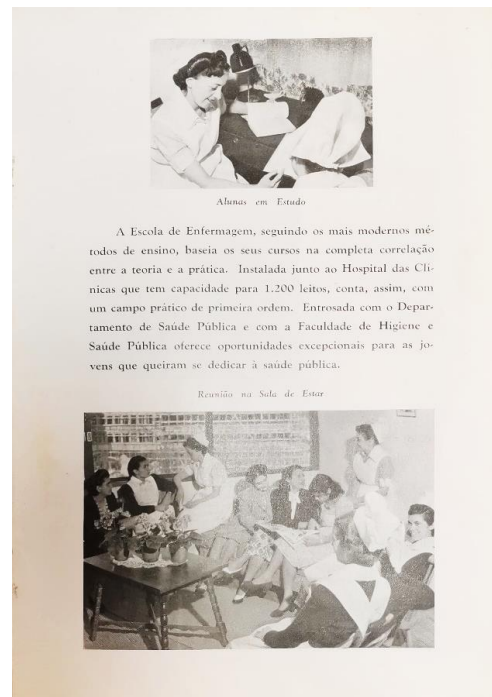 Alunas em Estudo
A Escola de Enfermagem, seguindo os mais modernos mé-
todos de ensino, baseia os seus cursos na completa correlação
entre a teoria e a prática. Instalada junto ao Hospital das Clí-
nicas que tem capacidade para 1.200 leitos, conta, assim, com
um campo prático de primeira ordem. Entrosada com o Depar-
tamento de Saúde Pública e com a Faculdade de Higiene e
Saúde Pública oferece oportunidades excepcionais para as jo-
vens que queiram se dedicar à saúde pública.
Reunião na Sala de Estar